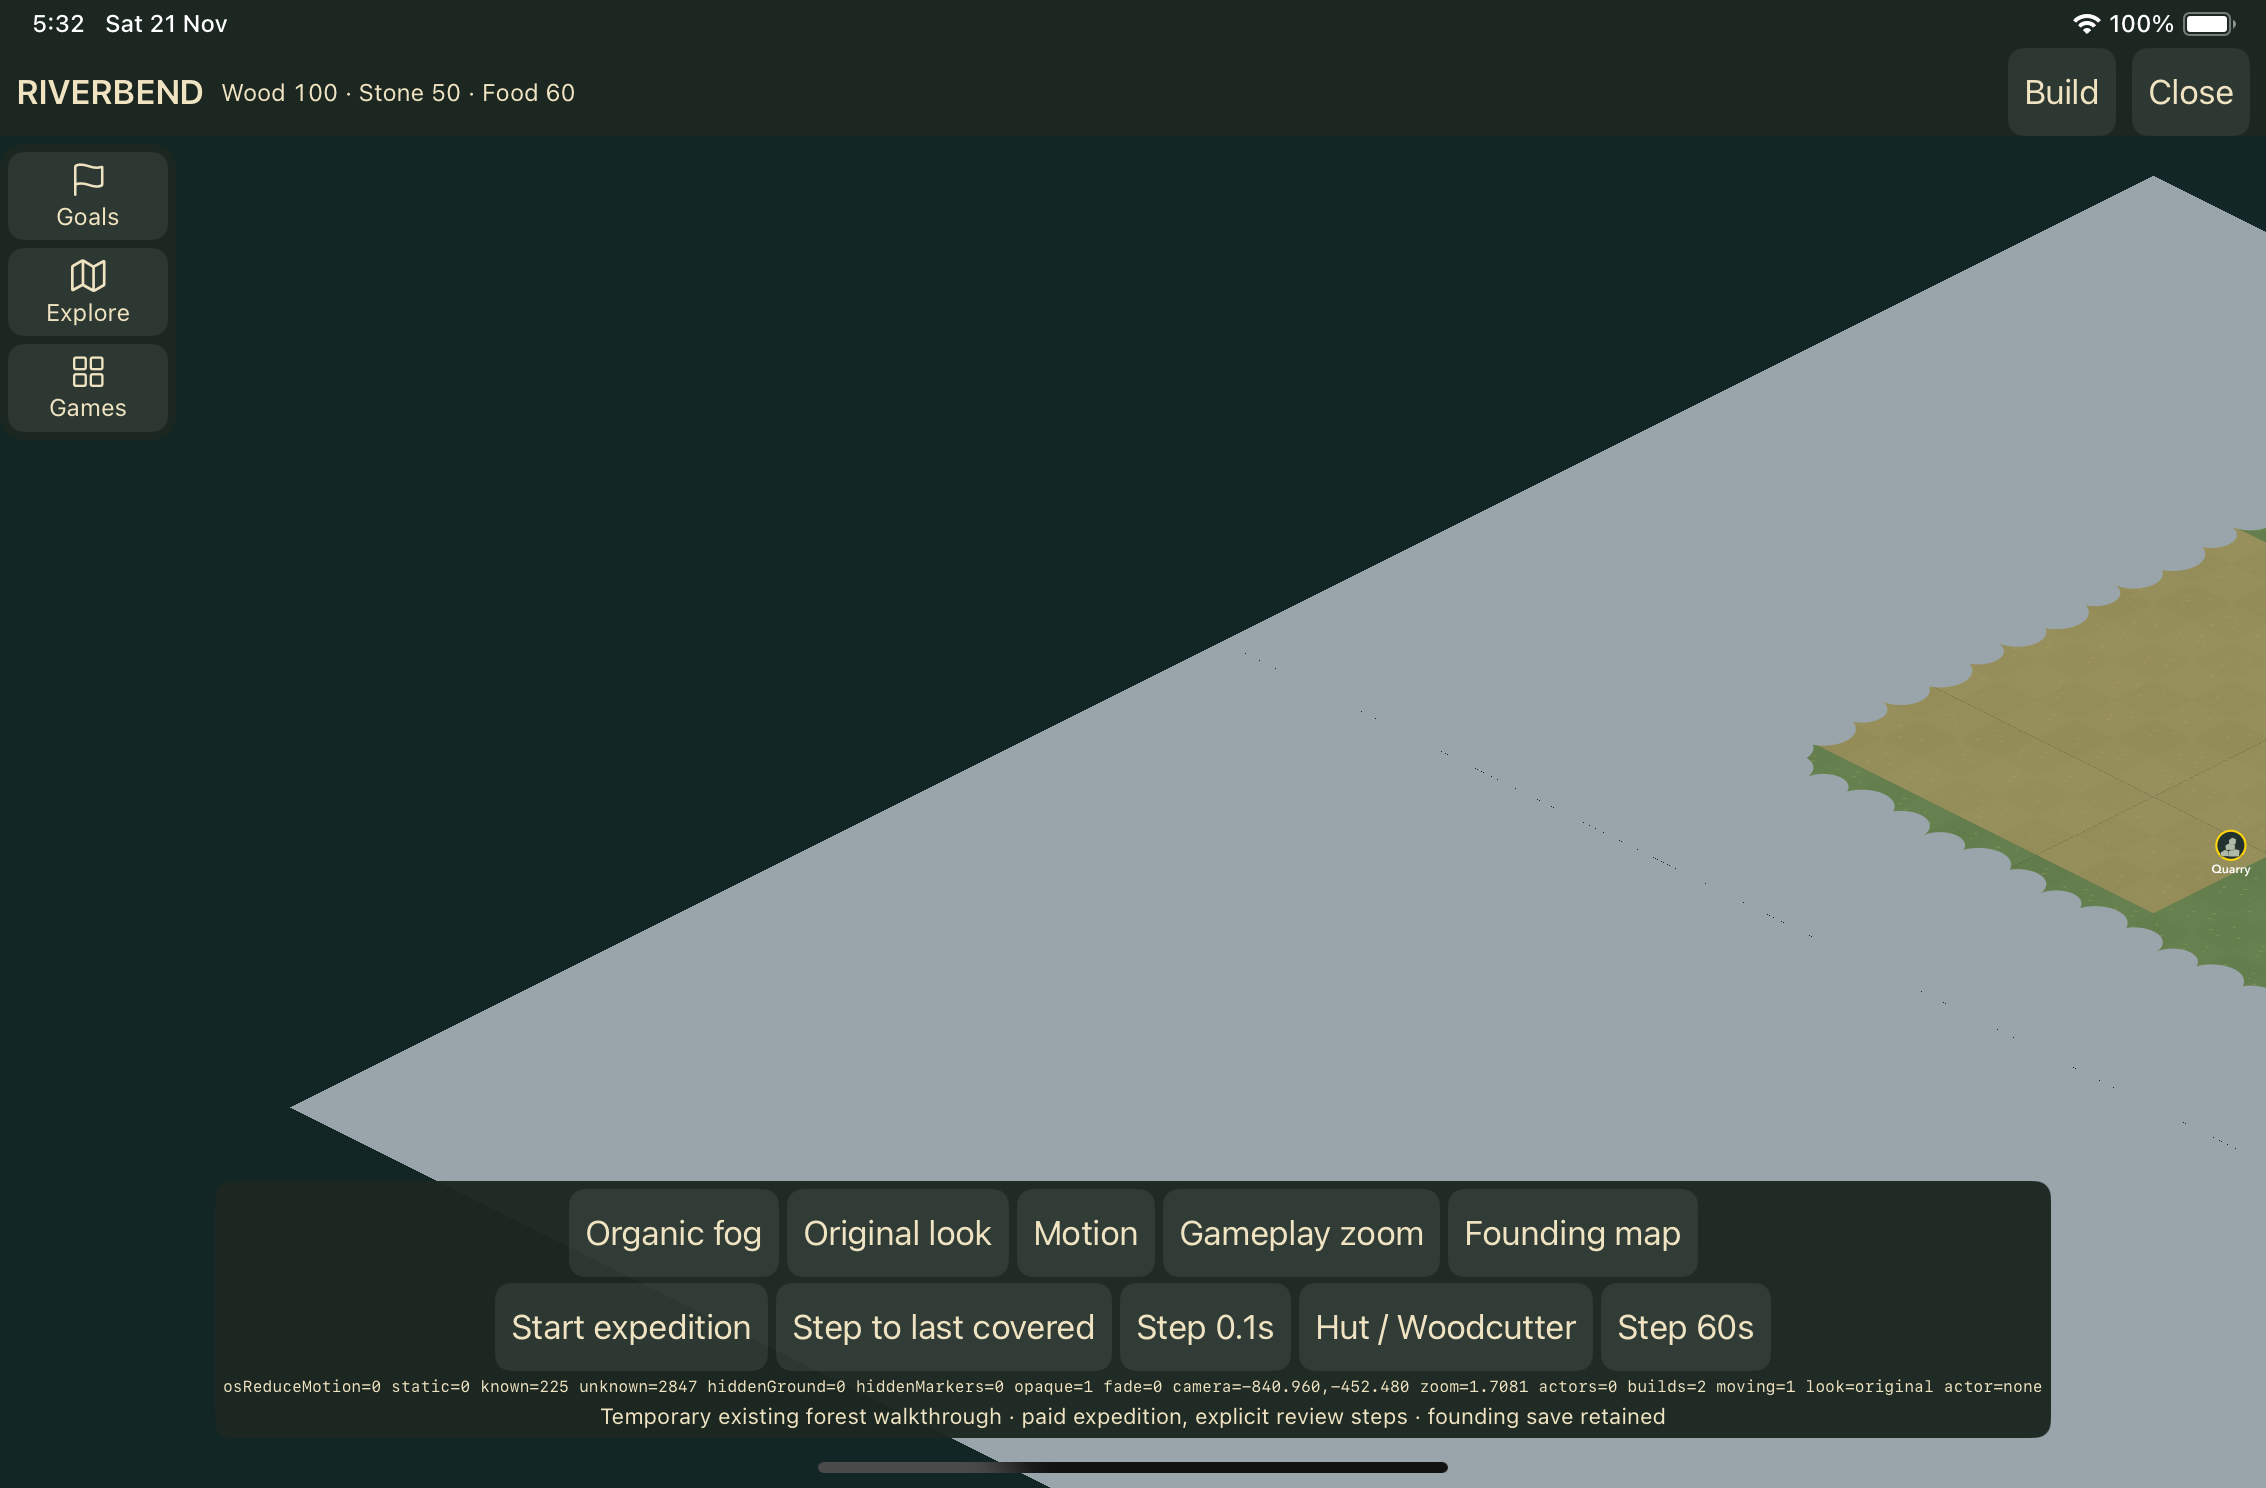 5:32 Sat 21 Nov 100%
RIVERBEND Wood 100 · Stone 50 · Food 60 Build Close
Goals
Explore
Games
Quarry
Organic fog Original look Motion Gameplay zoom Founding map
Start expedition Step to last covered Step 0.1s Hut / Woodcutter Step 60s
osReduceMotion=0 static=0 known=225 unknown=2847 hiddenGround=0 hiddenMarkers=0 opaque=1 fade=0 camera=−840.960,−452.480 zoom=1.7081 actors=0 builds=2 moving=1 look=original actor=none
Temporary existing forest walkthrough · paid expedition, explicit review steps · founding save retained